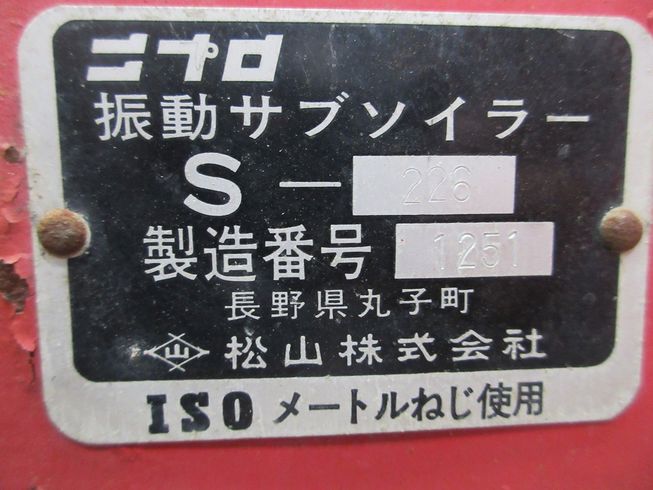 ニプロ
振動サブソイラー
S－226
製造番号 1251
長野県丸子町
山 松山株式会社
ISO メートルねじ使用